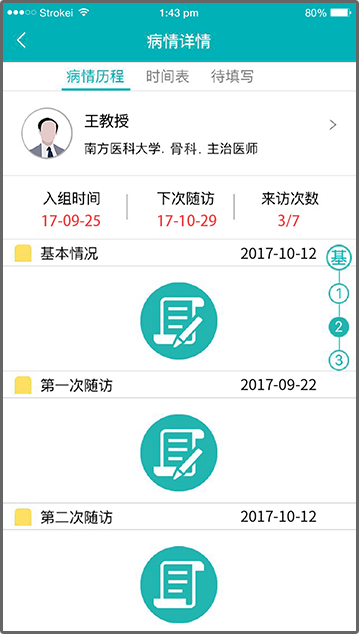 Strokei 1:43 pm 80%
病情详情
病情历程 时间表 待填写
王教授
南方医科大学. 骨科. 主治医师
入组时间 下次随访 来访次数
17-09-25 17-10-29 3/7
基本情况 2017-10-12
基
1
2
3
第一次随访 2017-09-22
第二次随访 2017-10-12